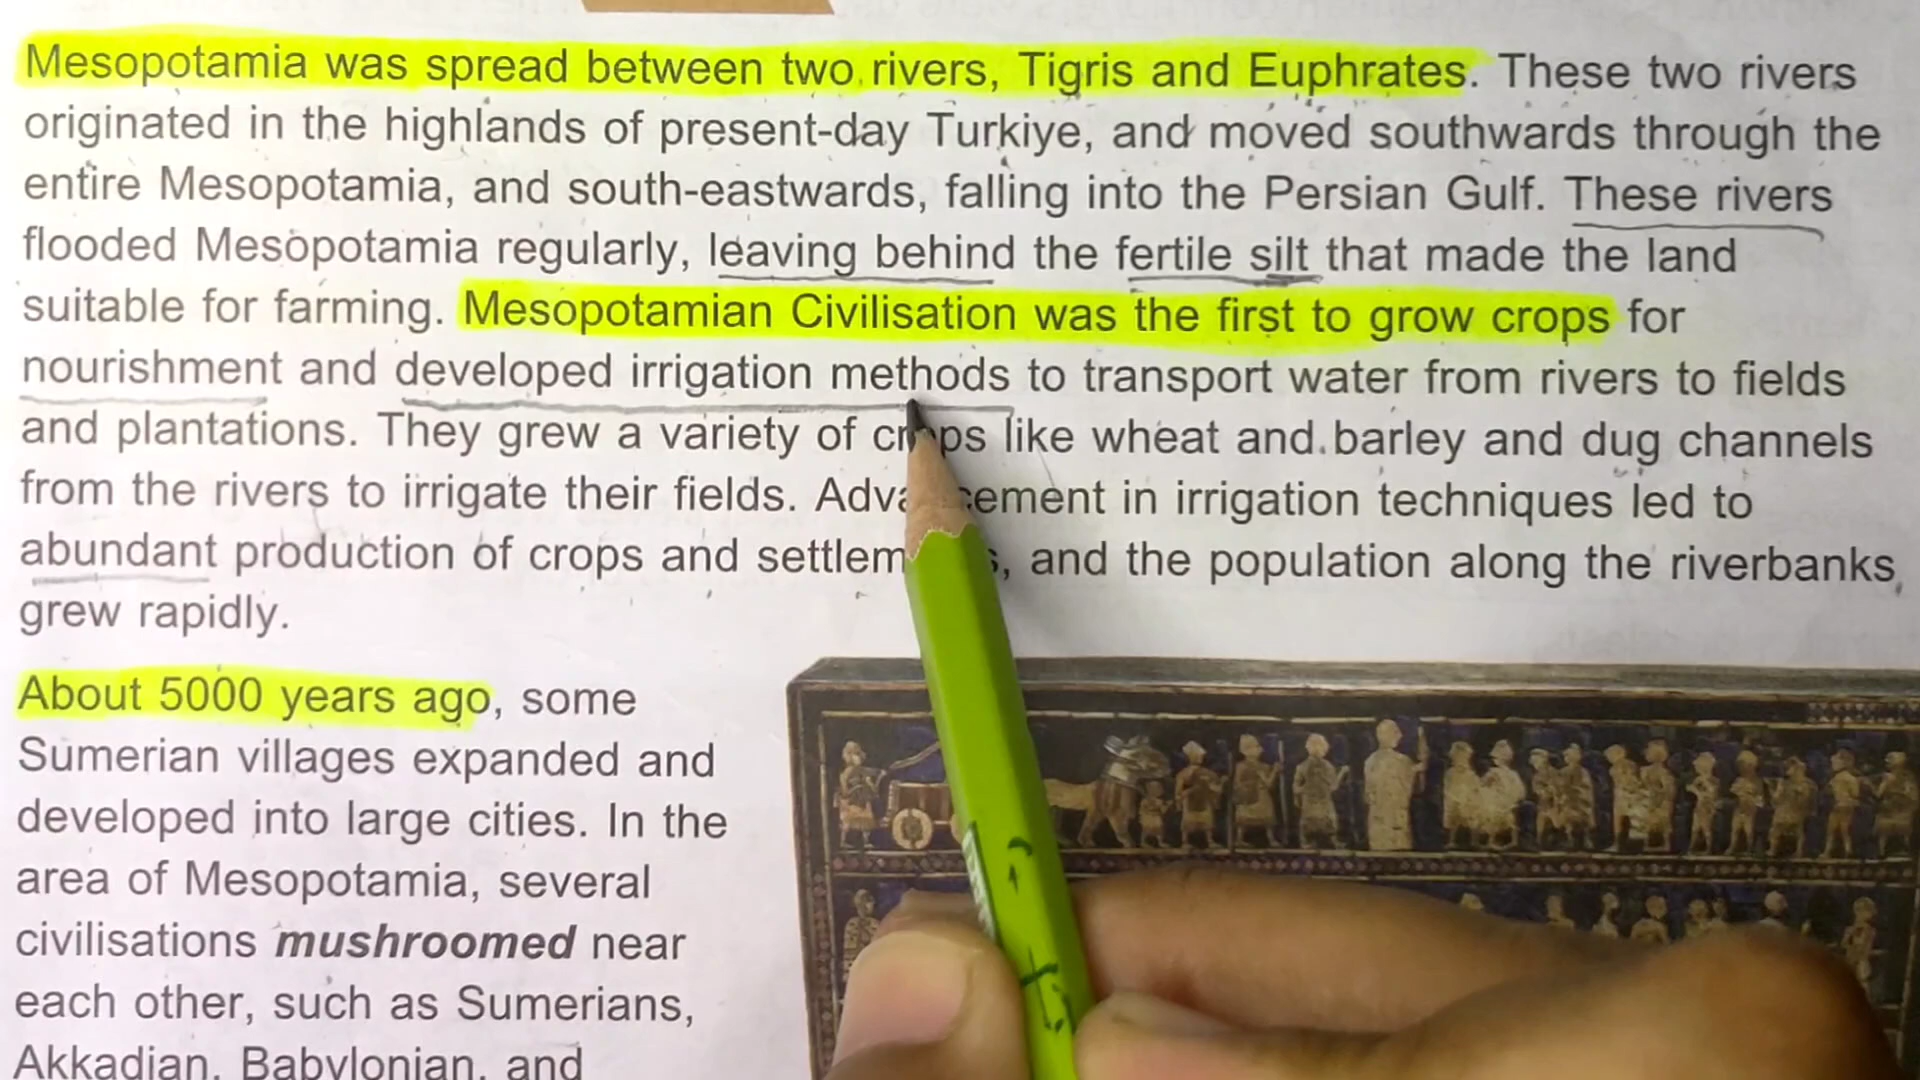 Mesopotamia was spread between two rivers, Tigris and Euphrates. These two rivers
originated in the highlands of present-day Turkiye, and moved southwards through the
entire Mesopotamia, and south-eastwards, falling into the Persian Gulf. These rivers
flooded Mesopotamia regularly, leaving behind the fertile silt that made the land
suitable for farming. Mesopotamian Civilisation was the first to grow crops for
nourishment and developed irrigation methods to transport water from rivers to fields
and plantations. They grew a variety of like wheat and barley and dug channels
from the rivers to irrigate their fields. in irrigation techniques led to
abundant production of crops and and the population along the riverbanks
grew rapidly.
About 5000 years ago, some
Sumerian villages expanded and
developed into large cities. In the
area of Mesopotamia, several
civilisations mushroomed near
each other, such as Sumerians,
Akkadian, Babylonian, and